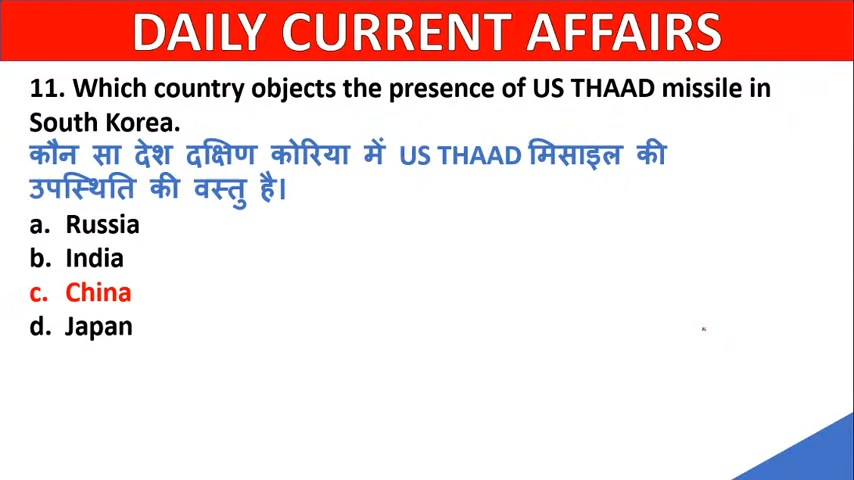 DAILY CURRENT AFFAIRS
11. Which country objects the presence of US THAAD missile in
South Korea.
कौन सा देश दक्षिण कोरिया में US THAAD मिसाइल की
उपस्थिति की वस्तु है।
a. Russia
b. India
c. China
d. Japan